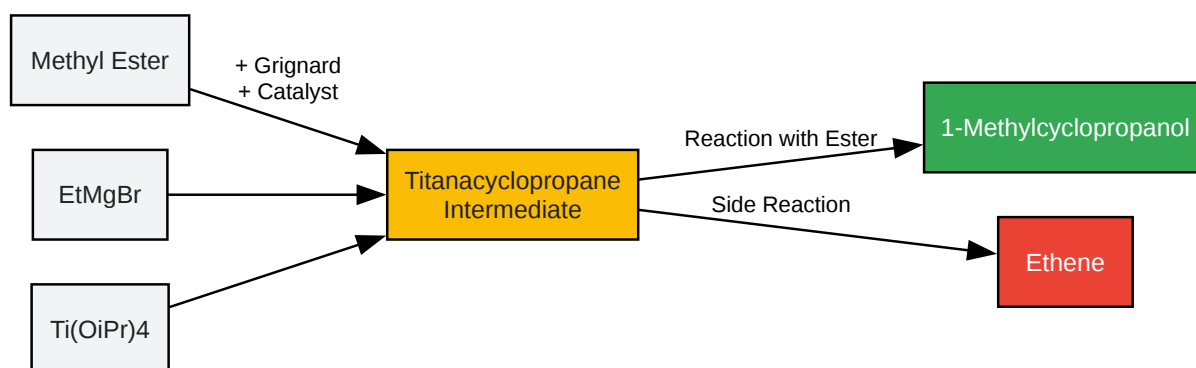 Methyl Ester
+ Grignard
+ Catalyst
EtMgBr
Ti(OiPr)4
Titanacyclopropane
Intermediate
Reaction with Ester
Side Reaction
1-Methylcyclopropanol
Ethene